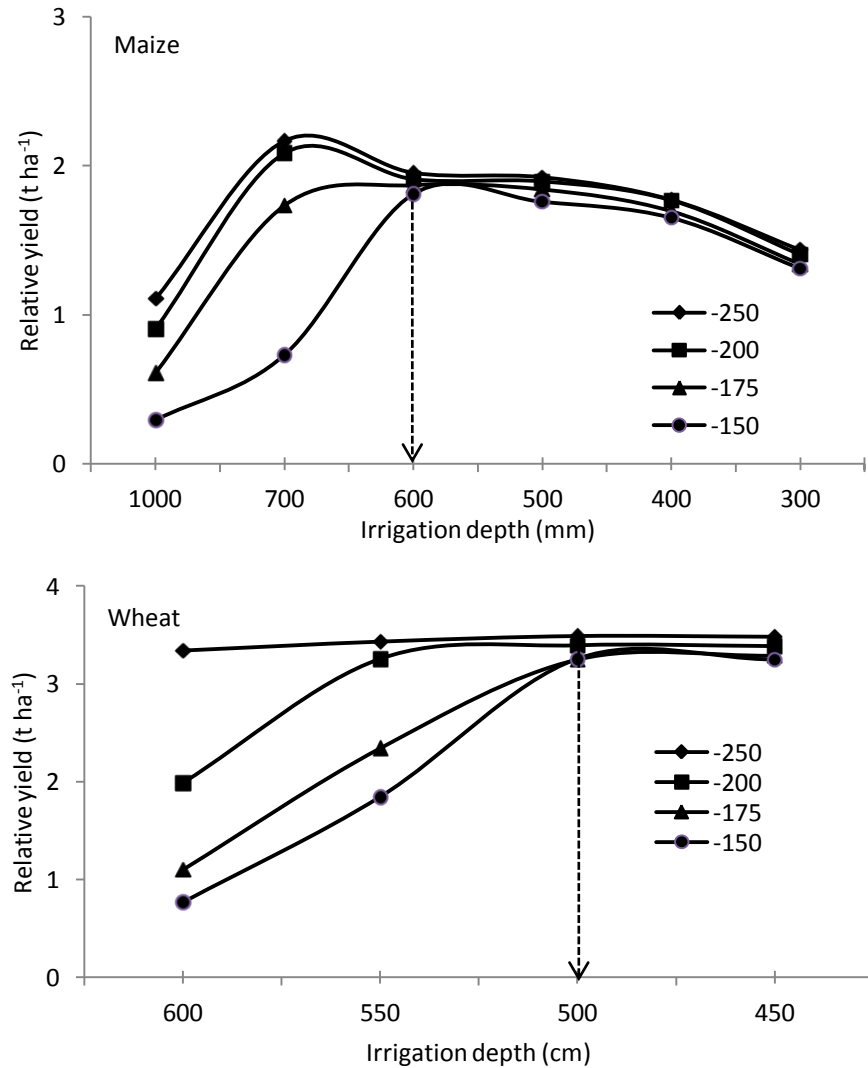 3
Maize
2
1
0
Relative yield (t ha⁻¹)
-250
-200
-175
-150
1000 700 600 500 400 300
Irrigation depth (mm)
4
Wheat
3
2
1
0
Relative yield (t ha⁻¹)
-250
-200
-175
-150
600 550 500 450
Irrigation depth (cm)